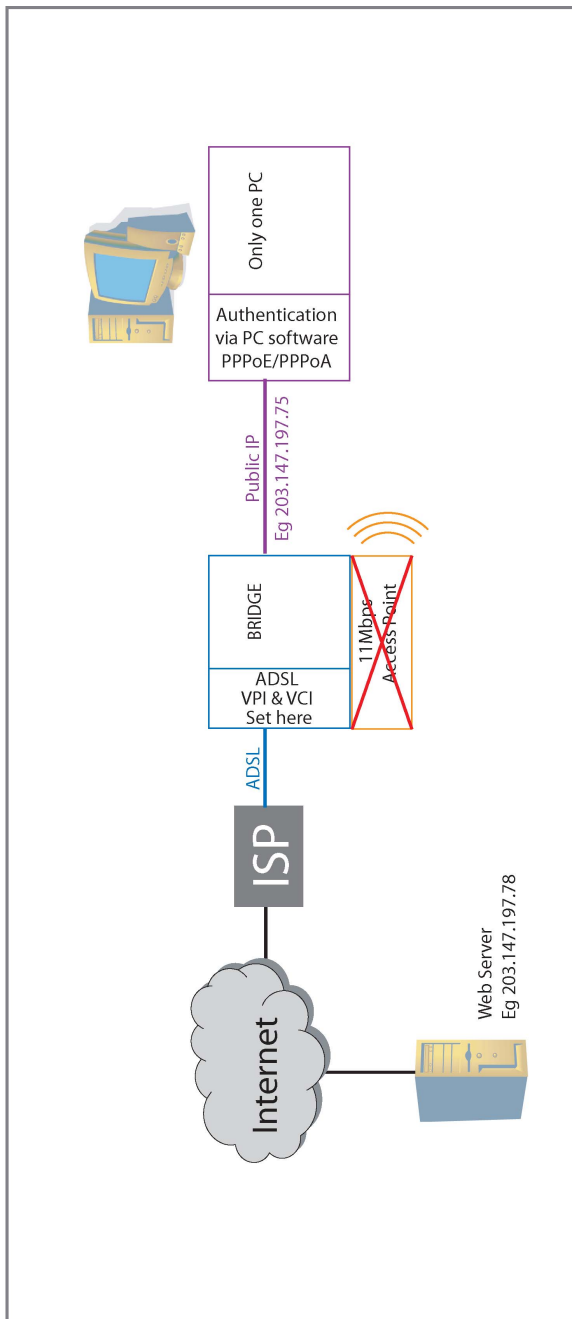 Only one PC
Authentication
via PC software
PPPoE/PPPoA
Public IP
Eg 203.147.197.75
BRIDGE
ADSL
VPI & VCI
Set here
11Mbps
Access Point
ADSL
ISP
Internet
Web Server
Eg 203.147.197.78